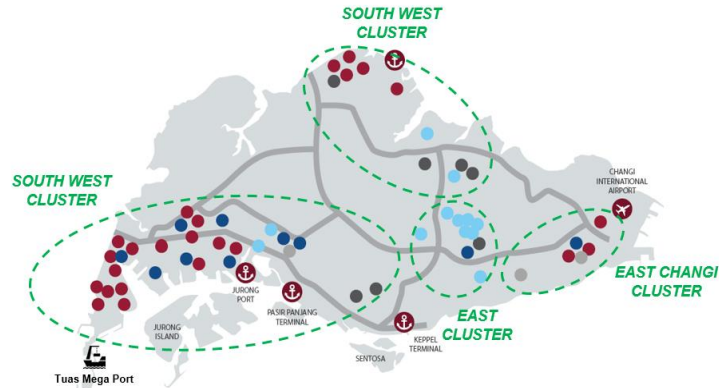 SOUTH WEST
CLUSTER
SOUTH WEST
CLUSTER
CHANGI
INTERNATIONAL
AIRPORT
EAST CHANGI
CLUSTER
EAST
CLUSTER
JURONG
PORT
PASIR PANJANG
TERMINAL
JURONG
ISLAND
KEPPEL
TERMINAL
SENTOSA
Tuas Mega Port